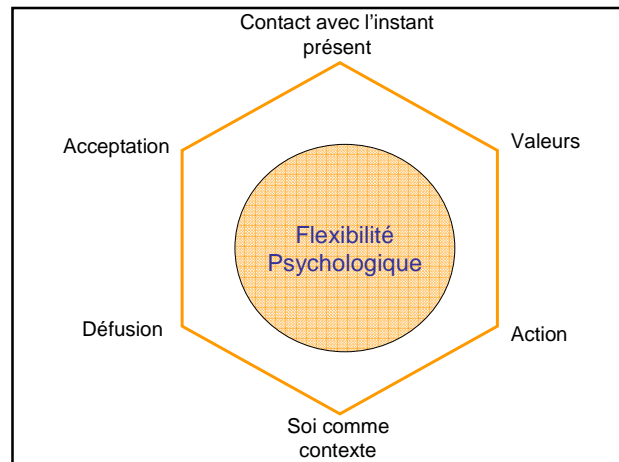 Contact avec l’instant
présent
Acceptation
Valeurs
Flexibilité
Psychologique
Défusion
Action
Soi comme
contexte